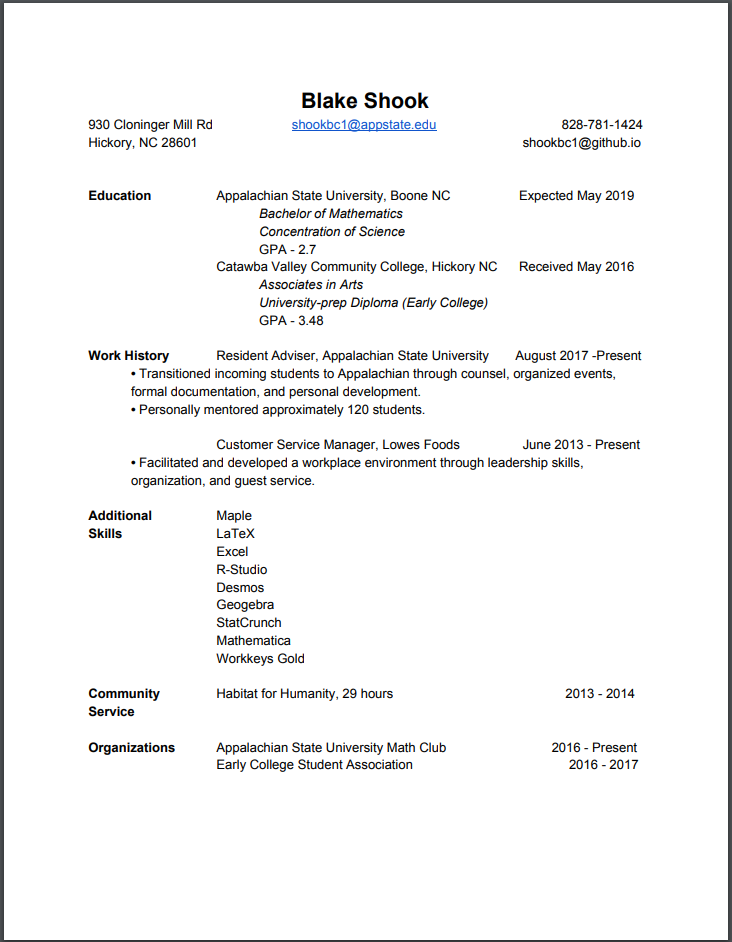 Blake Shook
930 Cloninger Mill Rd shookbc1@appstate.edu 828-781-1424
Hickory, NC 28601 shookbc1@github.io
Education Appalachian State University, Boone NC Expected May 2019
Bachelor of Mathematics
Concentration of Science
GPA - 2.7
Catawba Valley Community College, Hickory NC Received May 2016
Associates in Arts
University-prep Diploma (Early College)
GPA - 3.48
Work History Resident Adviser, Appalachian State University August 2017 -Present
• Transitioned incoming students to Appalachian through counsel, organized events,
formal documentation, and personal development.
• Personally mentored approximately 120 students.
Customer Service Manager, Lowes Foods June 2013 - Present
• Facilitated and developed a workplace environment through leadership skills,
organization, and guest service.
Additional Maple
Skills LaTeX
Excel
R-Studio
Desmos
Geogebra
StatCrunch
Mathematica
Workkeys Gold
Community Habitat for Humanity, 29 hours 2013 - 2014
Service
Organizations Appalachian State University Math Club 2016 - Present
Early College Student Association 2016 - 2017